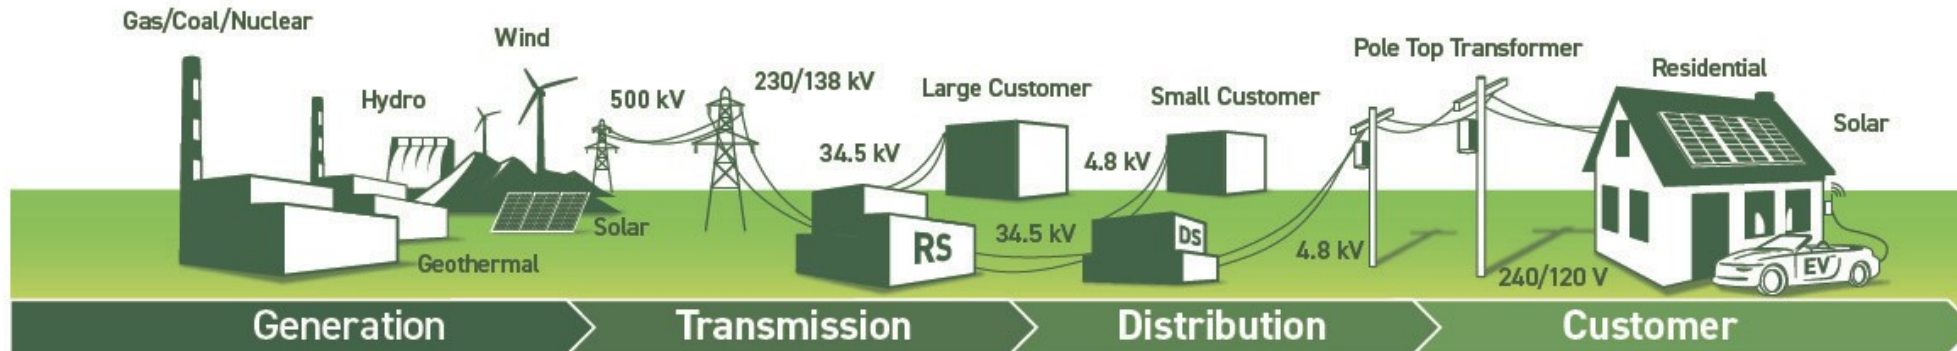 Gas/Coal/Nuclear
Wind
Hydro
500 kV
230/138 kV
Large Customer
Small Customer
Pole Top Transformer
Residential
Solar
34.5 kV
4.8 kV
Solar
Geothermal
RS
34.5 kV
DS
4.8 kV
240/120 V
EV
Generation
Transmission
Distribution
Customer